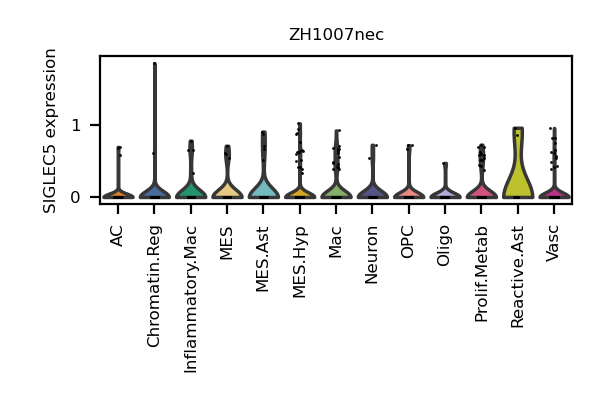 ZH1007nec
SIGLEC5 expression
1
0
AC
Chromatin.Reg
Inflammatory.Mac
MES
MES.Ast
MES.Hyp
Mac
Neuron
OPC
Oligo
Prolif.Metab
Reactive.Ast
Vasc